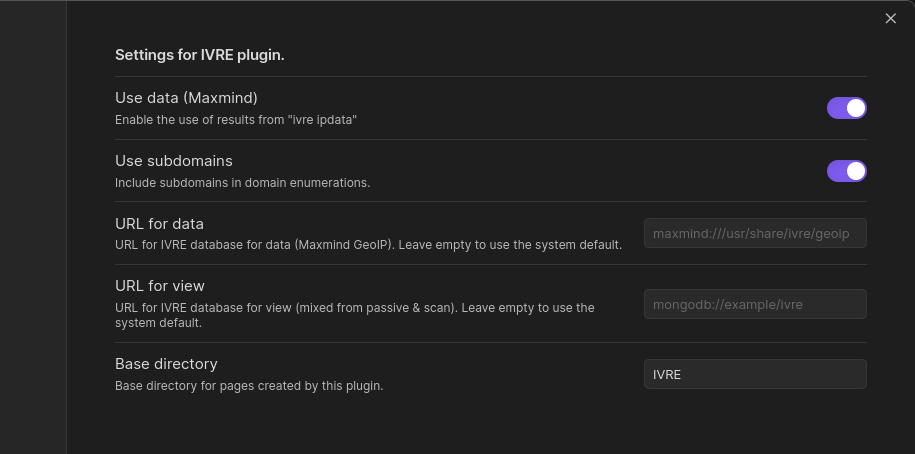 Settings for IVRE plugin.
Use data (Maxmind)
Enable the use of results from "ivre ipdata"
Use subdomains
Include subdomains in domain enumerations.
URL for data
URL for IVRE database for data (Maxmind GeoIP). Leave empty to use the system default.
maxmind:///usr/share/ivre/geoip
URL for view
URL for IVRE database for view (mixed from passive & scan). Leave empty to use the
system default.
mongodb://example/ivre
Base directory
Base directory for pages created by this plugin.
IVRE